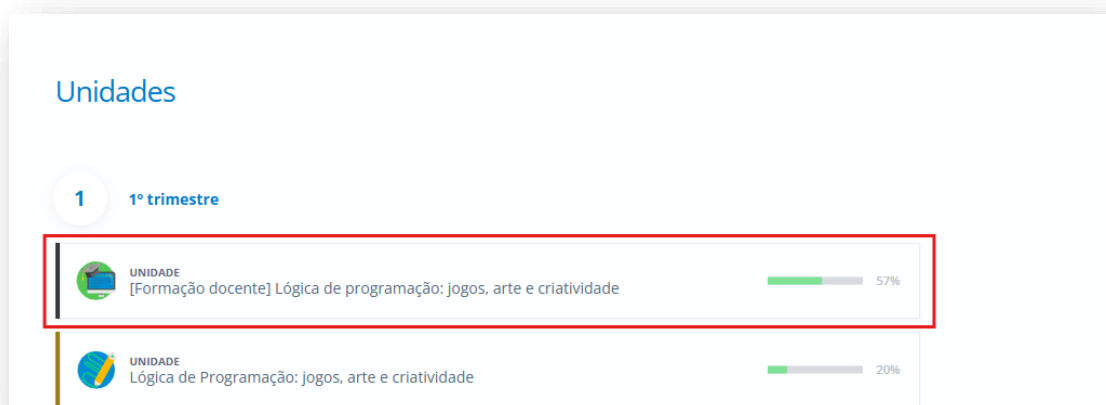 Unidades
1
1º trimestre
UNIDADE
[Formação docente] Lógica de programação: jogos, arte e criatividade
57%
UNIDADE
Lógica de Programação: jogos, arte e criatividade
20%